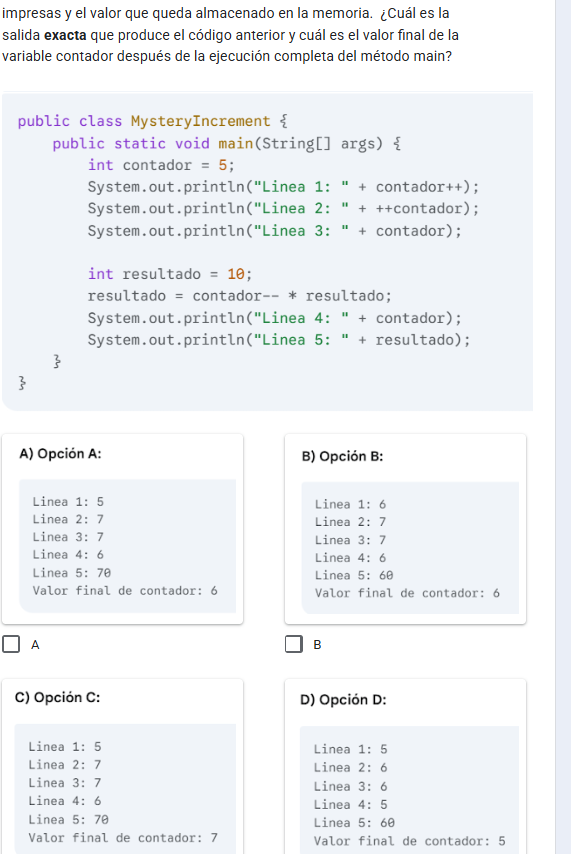 impresas y el valor que queda almacenado en la memoria. ¿Cuál es la
salida exacta que produce el código anterior y cuál es el valor final de la
variable contador después de la ejecución completa del método main?
public class MysteryIncrement {
    public static void main(String[] args) {
        int contador = 5;
        System.out.println("Linea 1: " + contador++);
        System.out.println("Linea 2: " + ++contador);
        System.out.println("Linea 3: " + contador);

        int resultado = 10;
        resultado = contador-- * resultado;
        System.out.println("Linea 4: " + contador);
        System.out.println("Linea 5: " + resultado);
    }
}
A) Opción A:
Linea 1: 5
Linea 2: 7
Linea 3: 7
Linea 4: 6
Linea 5: 70
Valor final de contador: 6
A
B) Opción B:
Linea 1: 6
Linea 2: 7
Linea 3: 7
Linea 4: 6
Linea 5: 60
Valor final de contador: 6
B
C) Opción C:
Linea 1: 5
Linea 2: 7
Linea 3: 7
Linea 4: 6
Linea 5: 70
Valor final de contador: 7
D) Opción D:
Linea 1: 5
Linea 2: 6
Linea 3: 6
Linea 4: 5
Linea 5: 60
Valor final de contador: 5